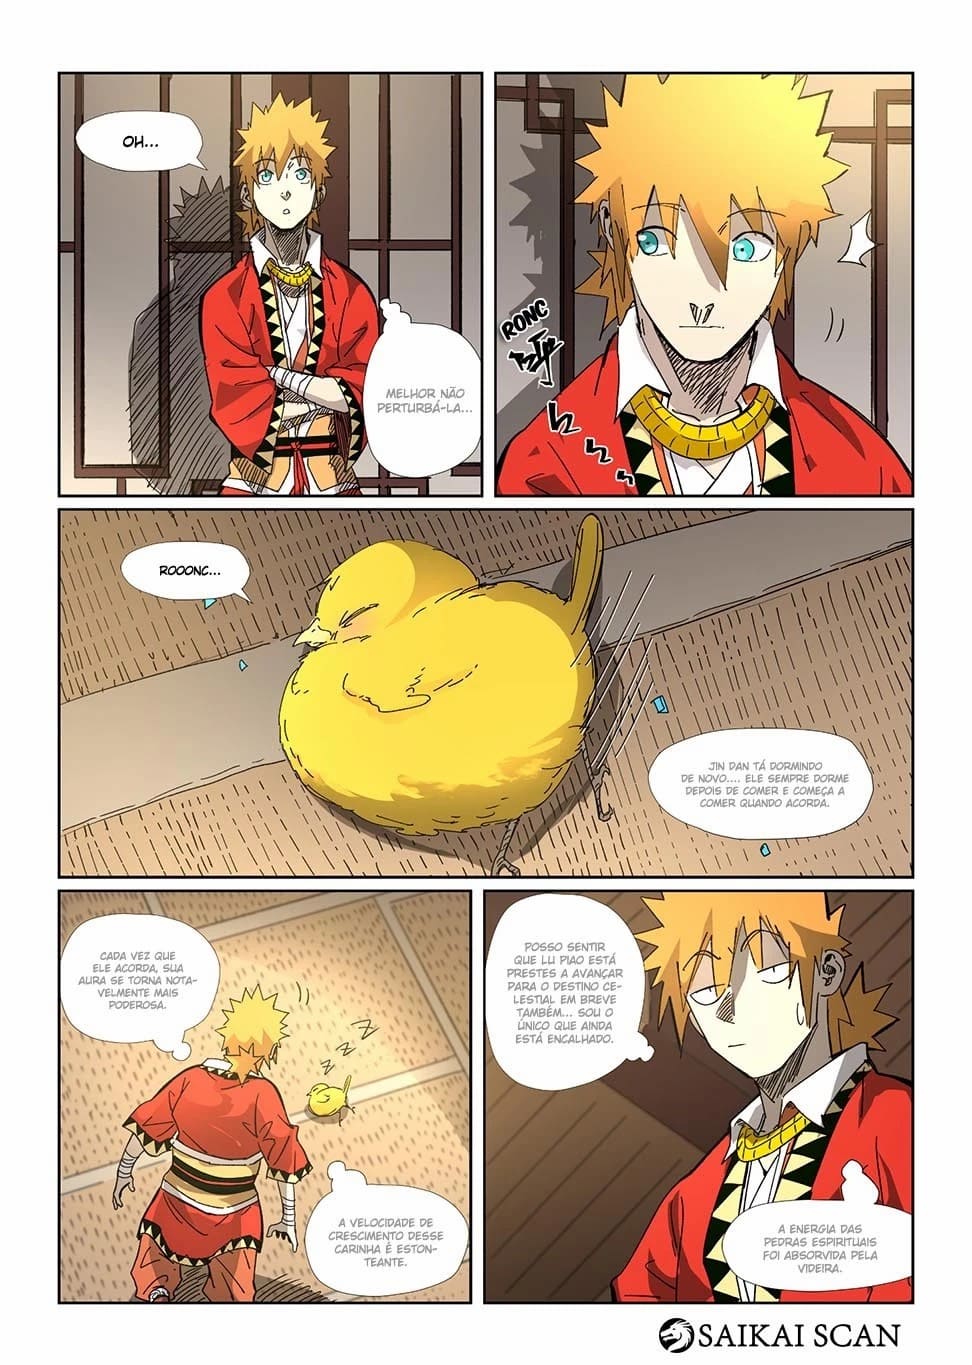 OH...
MELHOR NÃO
PERTURBÁ-LA...
RONC
ROOONC...
JIN DAN TÁ DORMINDO
DE NOVO.... ELE SEMPRE DORME
DEPOIS DE COMER E COMEÇA A
COMER QUANDO ACORDA.
CADA VEZ QUE
ELE ACORDA, SUA
AURA SE TORNA NOTA-
VELMENTE MAIS
PODEROSA.
Z Z Z Z
A VELOCIDADE DE
CRESCIMENTO DESSE
CARINHA É ESTON-
TEANTE.
POSSO SENTIR
QUE LU PIAO ESTÁ
PRESTES A AVANÇAR
PARA O DESTINO CE-
LESTIAL EM BREVE
TAMBÉM... SOU O
ÚNICO QUE AINDA
ESTÁ ENCALHADO.
A ENERGIA DAS
PEDRAS ESPIRITUAIS
FOI ABSORVIDA PELA
VIDEIRA.
SAIKAI SCAN